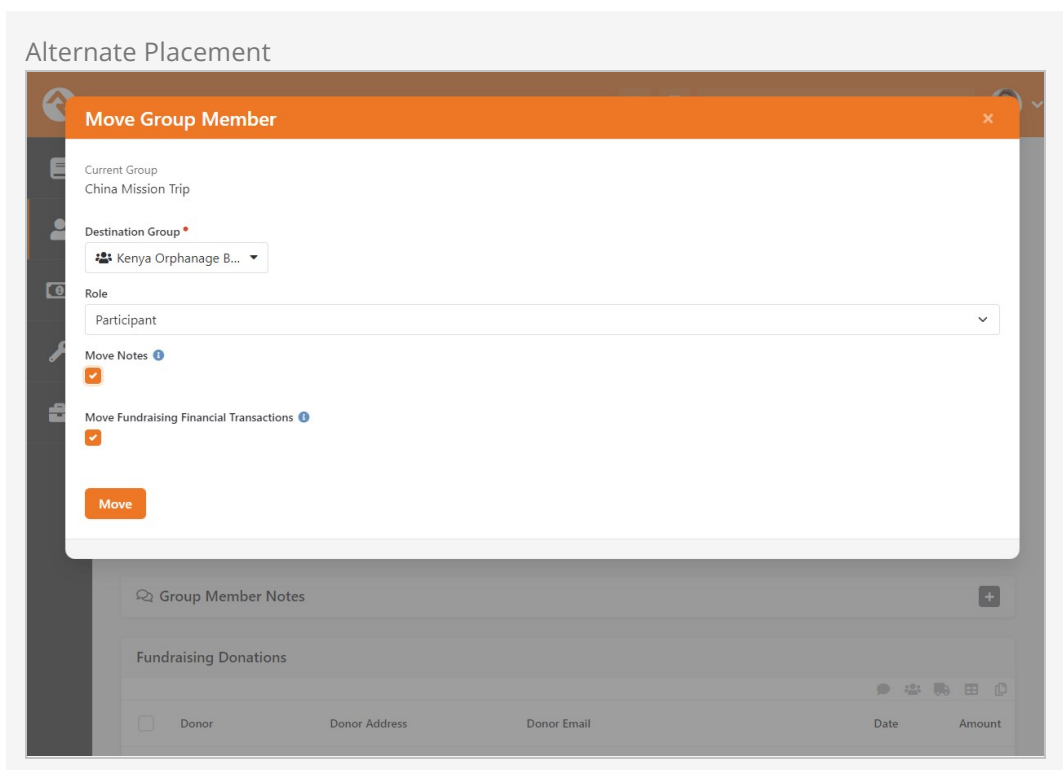 Alternate Placement
Move Group Member
×
Current Group
China Mission Trip
Destination Group
Kenya Orphanage B...
Role
Participant
Move Notes
Move Fundraising Financial Transactions
Move
Group Member Notes
Fundraising Donations
Donor Donor Address Donor Email Date Amount